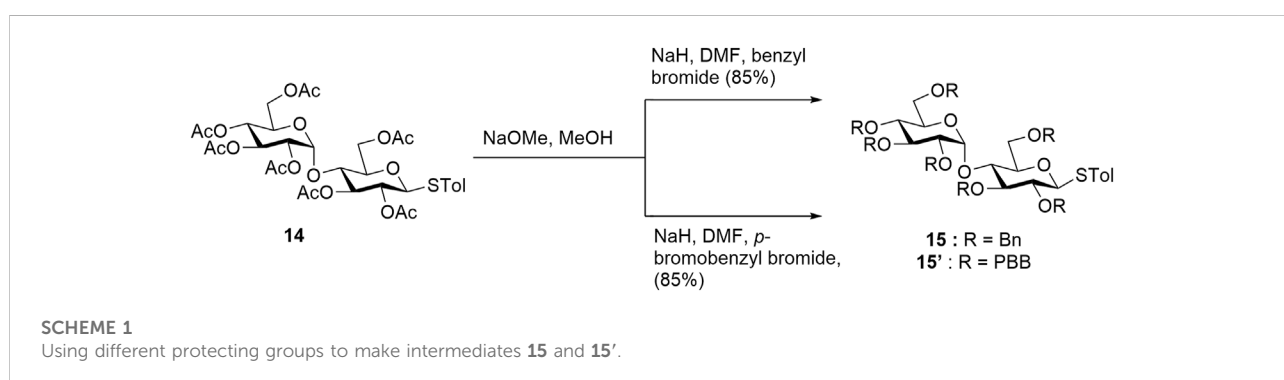 OAc
AcO
AcO
O
AcO
O
OAc
O
AcO
STol
OAc
14
NaOMe, MeOH
NaH, DMF, benzyl
bromide (85%)
NaH, DMF, p-
bromobenzyl bromide,
(85%)
OR
RO
RO
O
RO
O
OR
O
RO
STol
OR
15 : R = Bn
15’ : R = PBB
SCHEME 1
Using different protecting groups to make intermediates 15 and 15′.